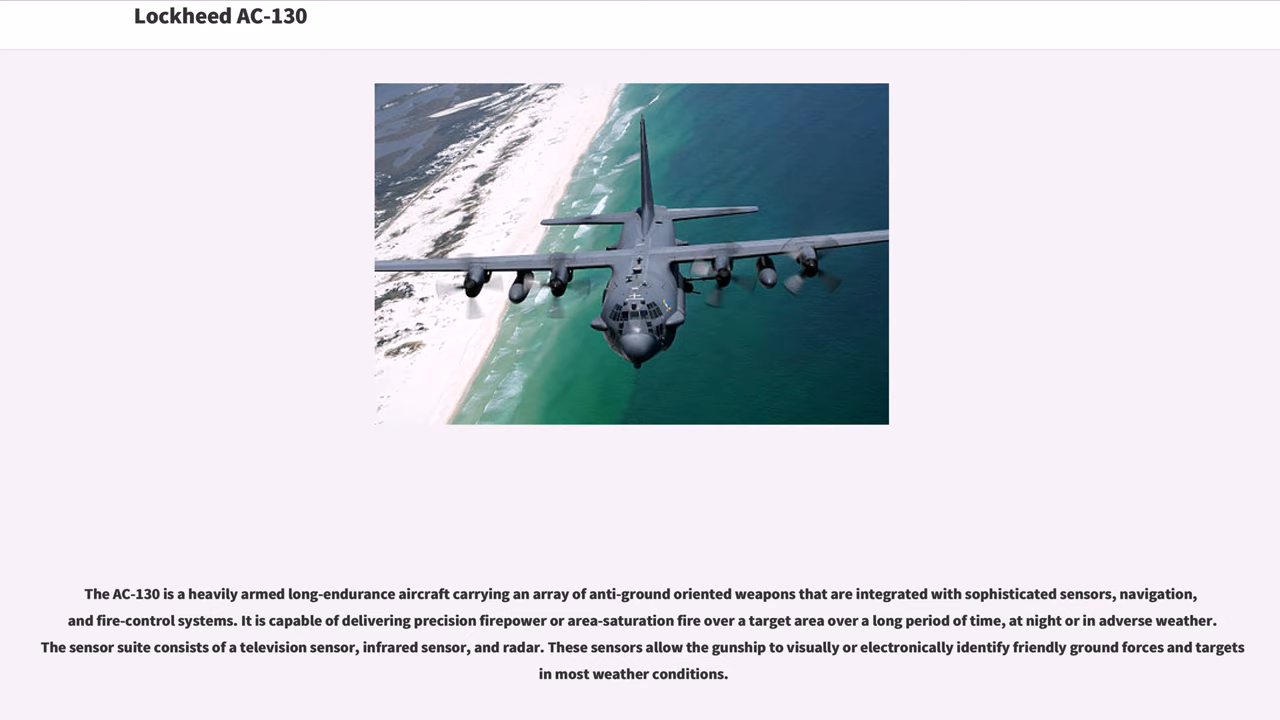 Lockheed AC-130
The AC-130 is a heavily armed long-endurance aircraft carrying an array of anti-ground oriented weapons that are integrated with sophisticated sensors, navigation,
and fire-control systems. It is capable of delivering precision firepower or area-saturation fire over a target area over a long period of time, at night or in adverse weather.
The sensor suite consists of a television sensor, infrared sensor, and radar. These sensors allow the gunship to visually or electronically identify friendly ground forces and targets
in most weather conditions.